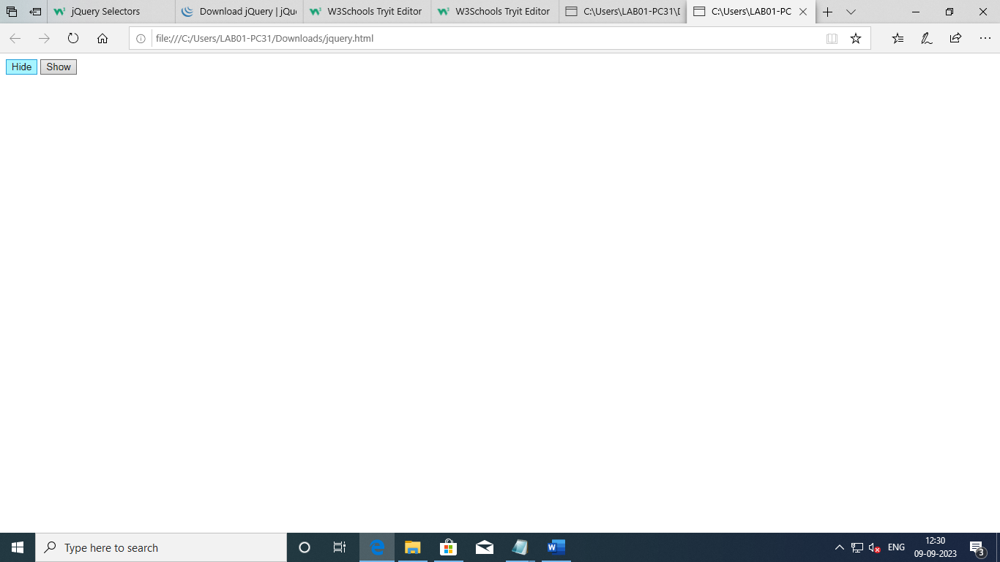 jQuery Selectors
Download jQuery | jQu
W3Schools Tryit Editor
W3Schools Tryit Editor
C:\Users\LAB01-PC31\D
C:\Users\LAB01-PC
file:///C:/Users/LAB01-PC31/Downloads/jquery.html
Hide Show
Type here to search
ENG
12:30
09-09-2023
3